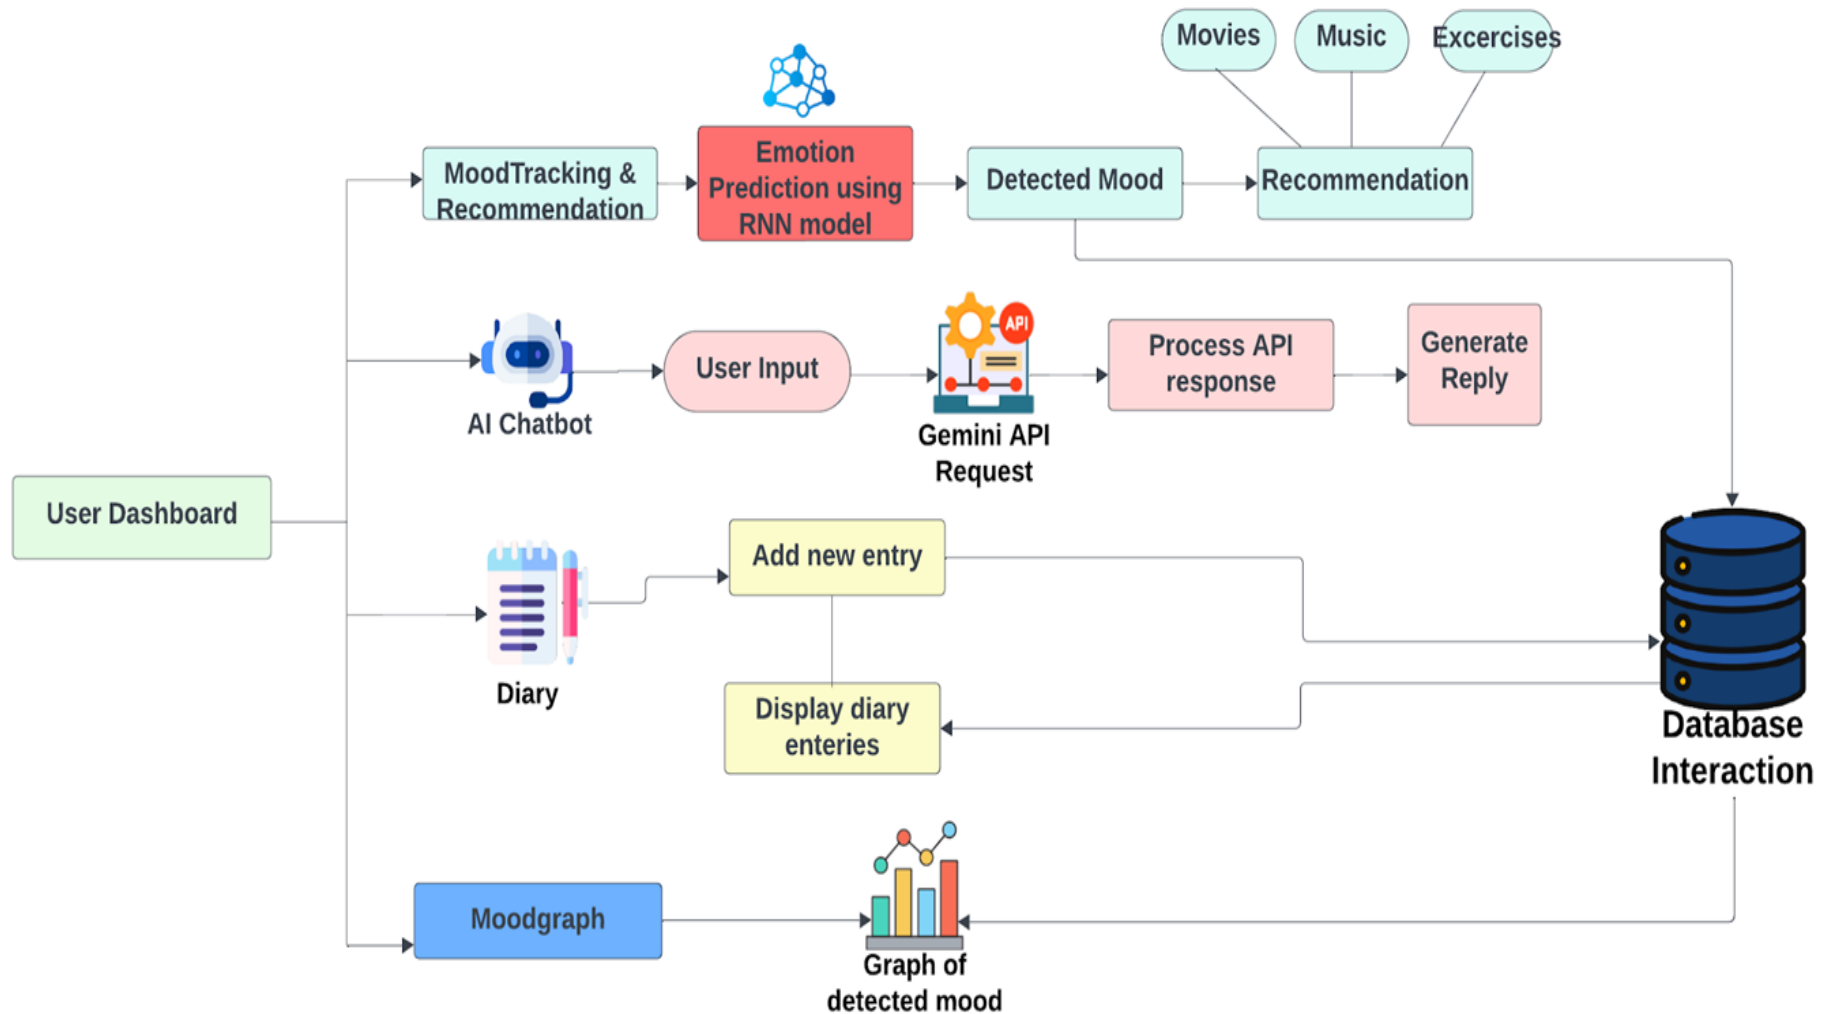 Movies
Music
Excercises
MoodTracking &
Recommendation
Emotion
Prediction using
RNN model
Detected Mood
Recommendation
AI Chatbot
User Input
API
Gemini API
Request
Process API
response
Generate
Reply
User Dashboard
Diary
Add new entry
Display diary
enteries
Database
Interaction
Moodgraph
Graph of
detected mood